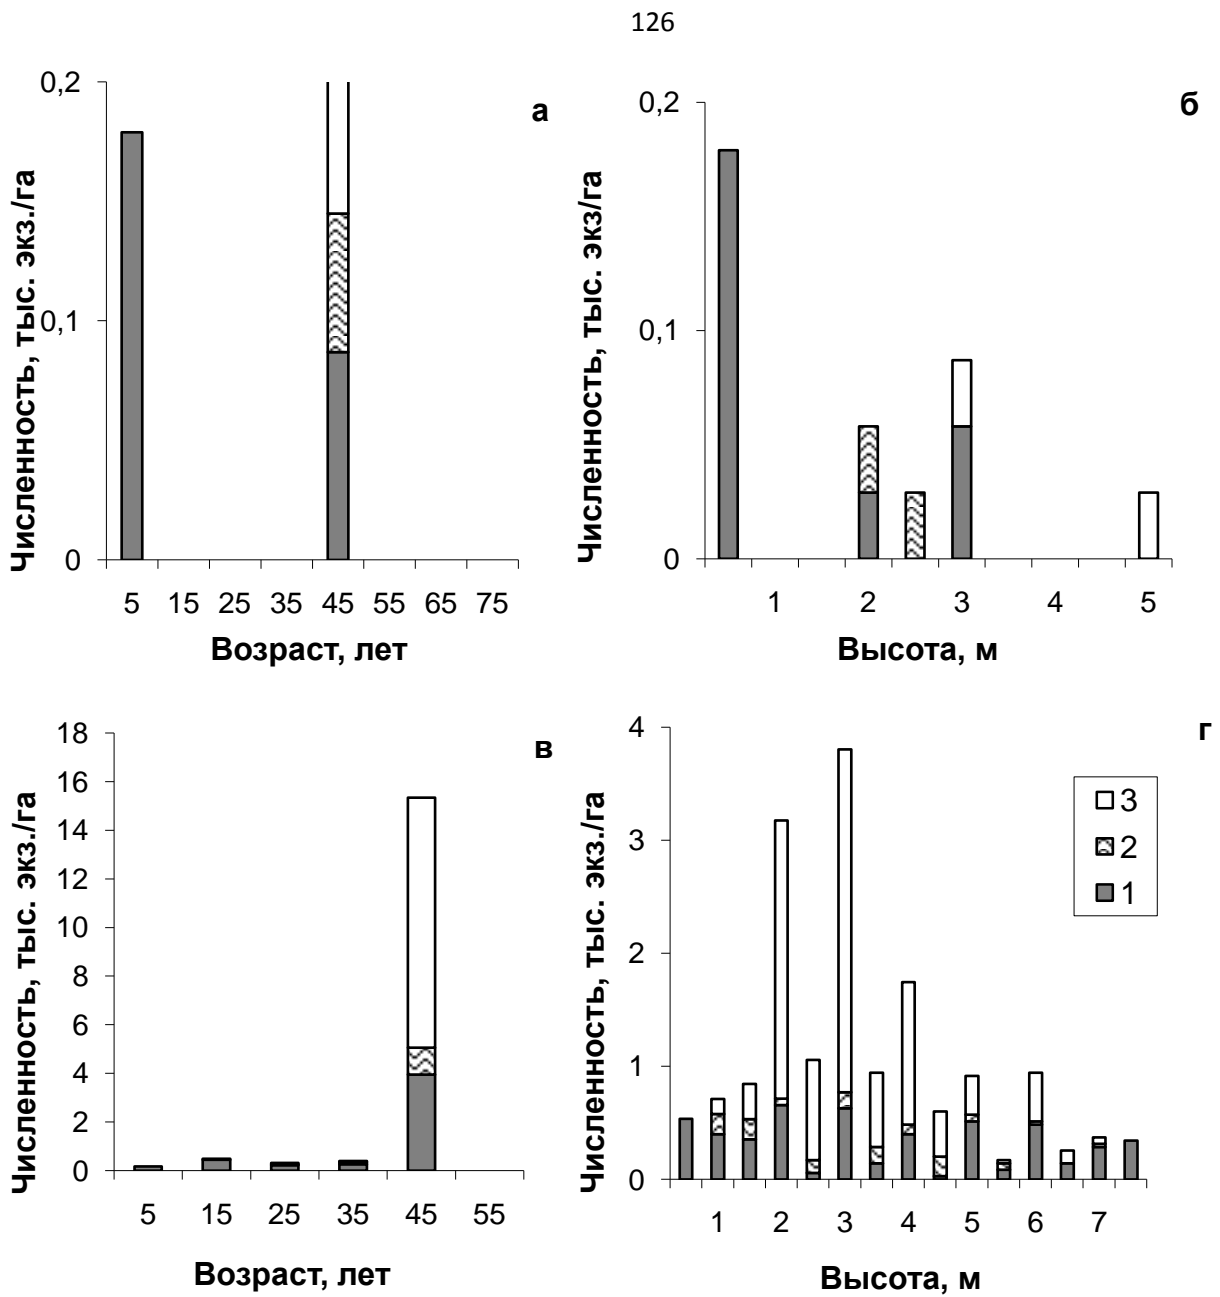 126
0,2
0,1
0
5 15 25 35 45 55 65 75
Численность, тыс. экз./га
Возраст, лет
а
0,2
0,1
0
1 2 3 4 5
Численность, тыс. экз/га
Высота, м
б
18
16
14
12
10
8
6
4
2
0
5 15 25 35 45 55
Численность, тыс. экз./га
Возраст, лет
в
4
3
2
1
0
1 2 3 4 5 6 7
Численность, тыс. экз./га
Высота, м
г
3
2
1